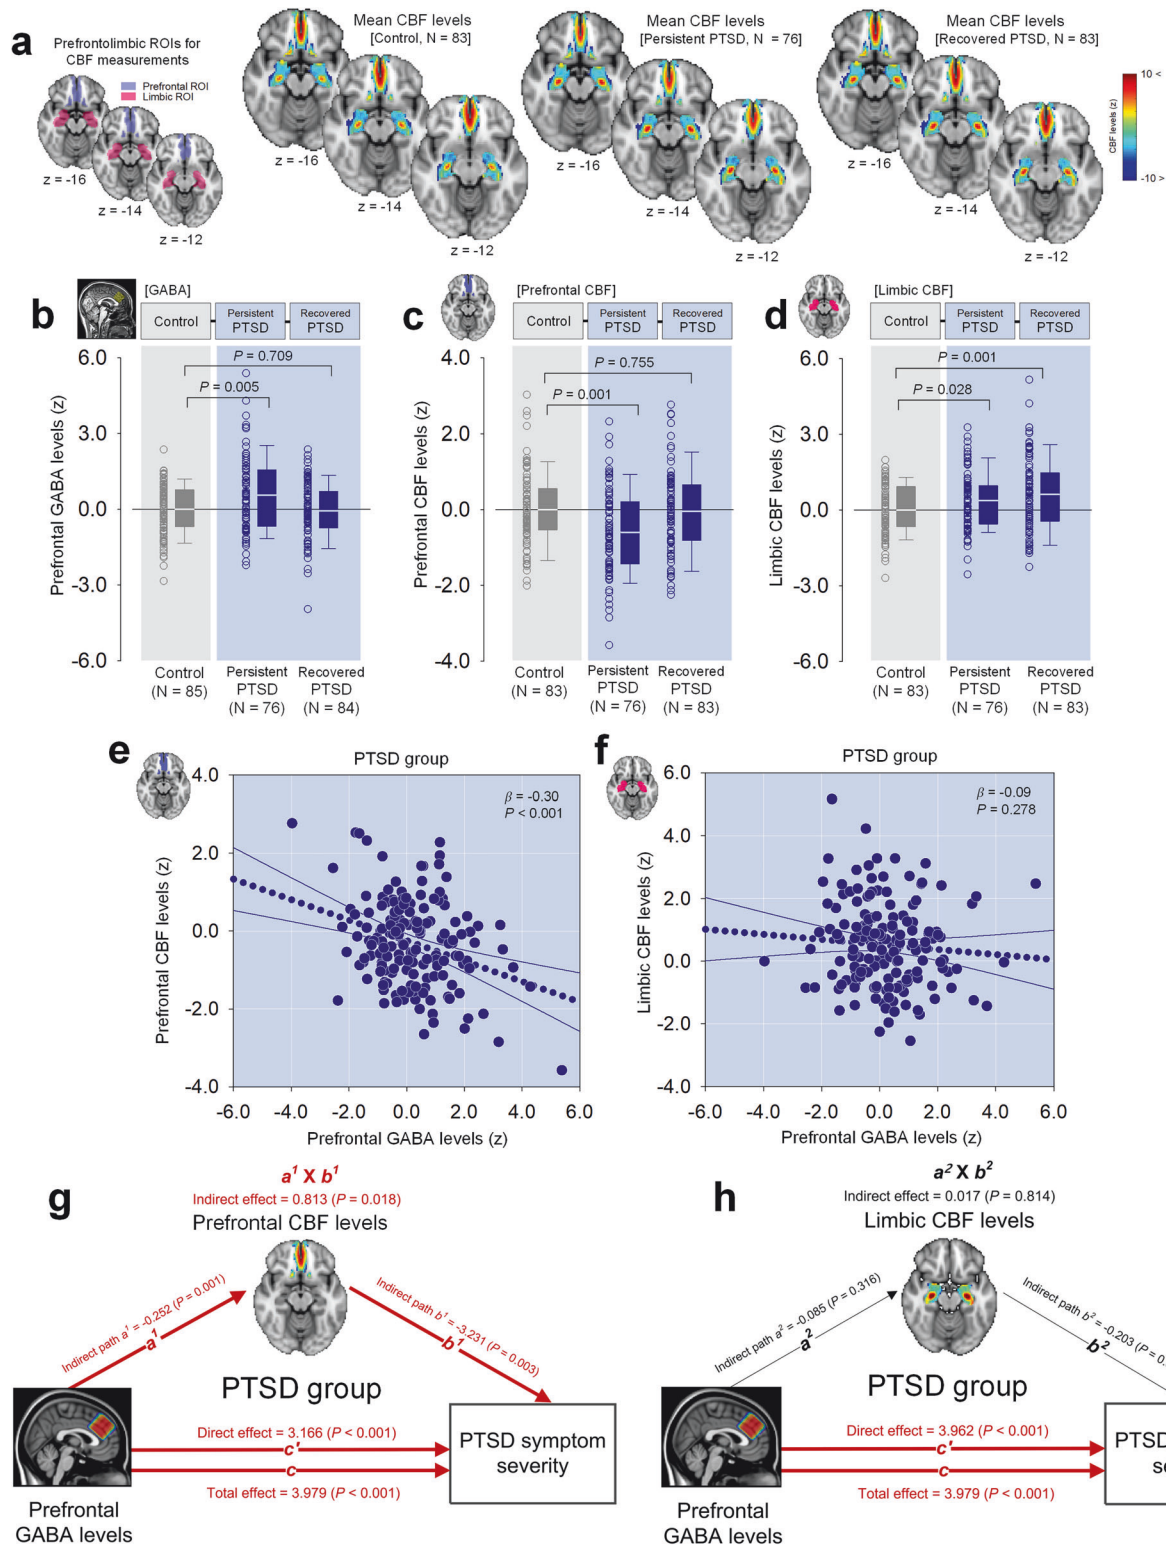 a
Prefrontolimbic ROIs for
CBF measurements
Prefrontal ROI
Limbic ROI
z = -16
z = -14
z = -12
Mean CBF levels
[Control, N = 83]
z = -16
z = -14
z = -12
Mean CBF levels
[Persistent PTSD, N = 76]
z = -16
z = -14
z = -12
Mean CBF levels
[Recovered PTSD, N = 83]
z = -16
z = -14
z = -12
10 <
CBF levels (z)
-10 >
b
[GABA]
Control
Persistent
PTSD
Recovered
PTSD
P = 0.709
P = 0.005
Prefrontal GABA levels (z)
6.0
3.0
0.0
-3.0
-6.0
Control
(N = 85)
Persistent
PTSD
(N = 76)
Recovered
PTSD
(N = 84)
c
[Prefrontal CBF]
Control
Persistent
PTSD
Recovered
PTSD
P = 0.755
P = 0.001
Prefrontal CBF levels (z)
4.0
2.0
0.0
-2.0
-4.0
Control
(N = 83)
Persistent
PTSD
(N = 76)
Recovered
PTSD
(N = 83)
d
[Limbic CBF]
Control
Persistent
PTSD
Recovered
PTSD
P = 0.001
P = 0.028
Limbic CBF levels (z)
6.0
3.0
0.0
-3.0
-6.0
Control
(N = 83)
Persistent
PTSD
(N = 76)
Recovered
PTSD
(N = 83)
e
PTSD group
β = -0.30
P < 0.001
Prefrontal CBF levels (z)
4.0
2.0
0.0
-2.0
-4.0
-6.0 -4.0 -2.0 0.0 2.0 4.0 6.0
Prefrontal GABA levels (z)
f
PTSD group
β = -0.09
P = 0.278
Limbic CBF levels (z)
6.0
4.0
2.0
0.0
-2.0
-4.0
-6.0 -4.0 -2.0 0.0 2.0 4.0 6.0
Prefrontal GABA levels (z)
g
a¹ X b¹
Indirect effect = 0.813 (P = 0.018)
Prefrontal CBF levels
Indirect path a¹ = -0.252 (P = 0.001)
a¹
Indirect path b¹ = -3.231 (P = 0.003)
b¹
PTSD group
Direct effect = 3.166 (P < 0.001)
c'
c
Total effect = 3.979 (P < 0.001)
PTSD symptom
severity
Prefrontal
GABA levels
h
a² X b²
Indirect effect = 0.017 (P = 0.814)
Limbic CBF levels
Indirect path a² = -0.085 (P = 0.316)
a²
Indirect path b² = -0.203 (P = 0.
b²
PTSD group
Direct effect = 3.962 (P < 0.001)
c'
c
Total effect = 3.979 (P < 0.001)
PTSD
se
Prefrontal
GABA levels